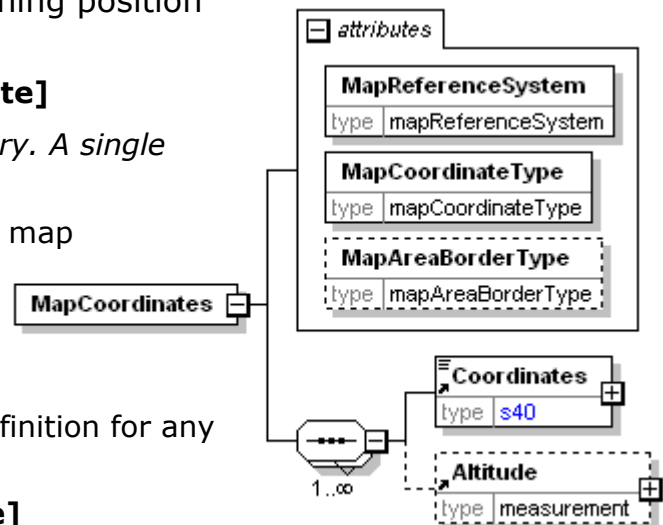 ning position
te]
ry. A single
map
finition for any
e]
attributes
MapReferenceSystem
type mapReferenceSystem
MapCoordinateType
type mapCoordinateType
MapAreaBorderType
type mapAreaBorderType
MapCoordinates
1..∞
Coordinates
type s40
Altitude
type measurement